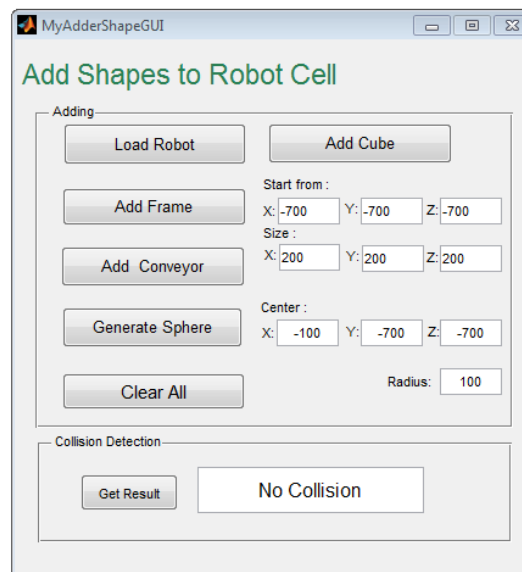 MyAdderShapeGUI
Add Shapes to Robot Cell
Adding
Load Robot Add Cube
Start from :
Add Frame X: -700 Y: -700 Z: -700
Size :
Add Conveyor X: 200 Y: 200 Z: 200
Center :
Generate Sphere X: -100 Y: -700 Z: -700
Clear All Radius: 100
Collision Detection
Get Result No Collision